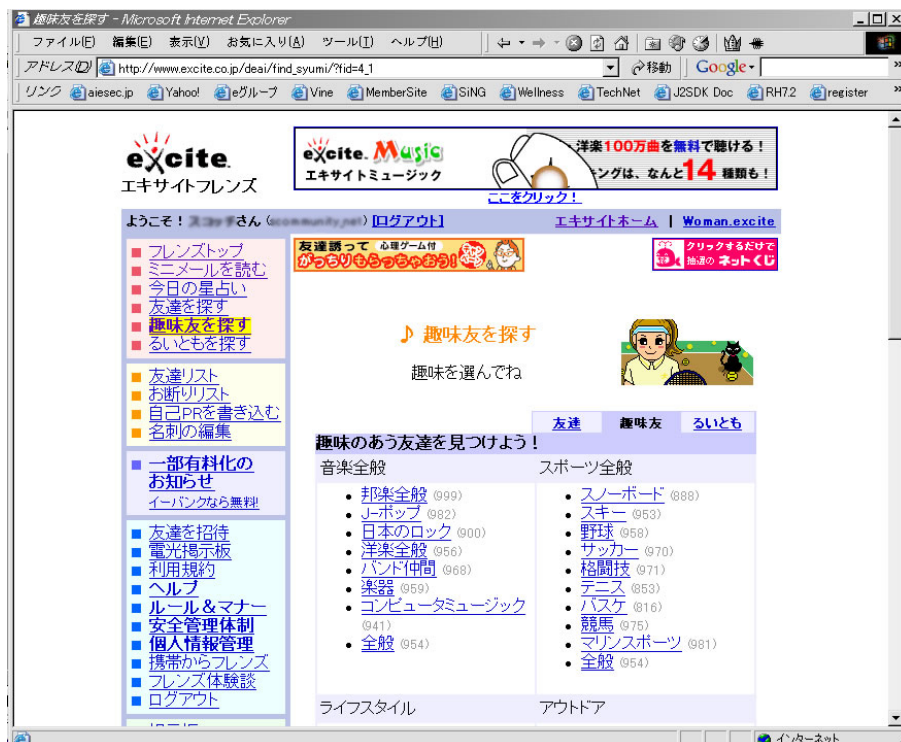 趣味友を探す - Microsoft Internet Explorer
ファイル(F) 編集(E) 表示(V) お気に入り(A) ツール(T) ヘルプ(H)
アドレス(D) http://www.excite.co.jp/deai/find_syumi/?fid=4_1 移動 Google
リンク aiesec.jp Yahoo! eグループ Vine MemberSite SiNG Wellness TechNet J2SDK Doc RH7.2 register
excite.
エキサイトフレンズ
excite. Music
エキサイトミュージック
洋楽100万曲を無料で聴ける!
キングは、なんと14種類も!
ここをクリック!
ようこそ! さん [ログアウト]
エキサイトホーム | Woman.excite
フレンズトップ
ミニメールを読む
今日の星占い
友達を探す
趣味友を探す
るいともを探す
友達リスト
お断りリスト
自己PRを書き込む
名刺の編集
一部有料化の
お知らせ
イーバンクなら無料!
友達を招待
電光掲示板
利用規約
ヘルプ
ルール&マナー
安全管理体制
個人情報管理
携帯からフレンズ
フレンズ体験談
ログアウト
友達誘って 心理ゲーム付
がっちりもらっちゃおう!
クリックするだけで
抽選の ネットくじ
♪ 趣味友を探す
趣味を選んでね
友達 趣味友 るいとも
趣味のあう友達を見つけよう!
音楽全般
邦楽全般 (999)
J-ポップ (982)
日本のロック (900)
洋楽全般 (956)
バンド仲間 (968)
楽器 (959)
コンピュータミュージック
(941)
全般 (954)
スポーツ全般
スノーボード (888)
スキー (953)
野球 (958)
サッカー (970)
格闘技 (971)
テニス (853)
バスケ (816)
競馬 (975)
マリンスポーツ (981)
全般 (954)
ライフスタイル
アウトドア
インターネット